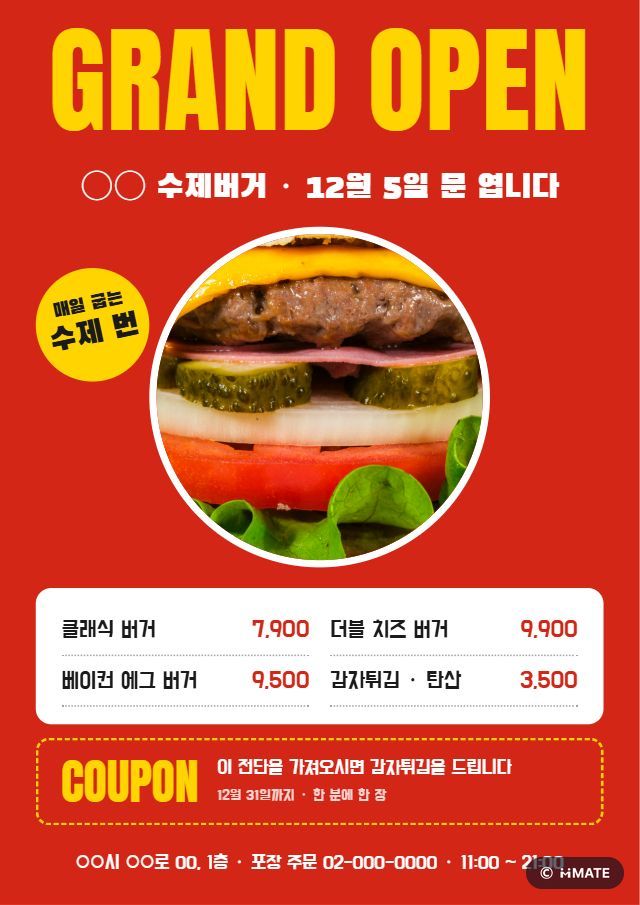 GRAND OPEN
○○ 수제버거 · 12월 5일 문 엽니다
매일 굽는
수제 번
클래식 버거 7,900 더블 치즈 버거 9,900
베이컨 에그 버거 9,500 감자튀김 · 탄산 3,500
COUPON
이 전단을 가져오시면 감자튀김을 드립니다
12월 31일까지 · 한 분에 한 장
○○시 ○○로 00, 1층 · 포장 주문 02-000-0000 · 11:00 ~ 21:00
© MMATE